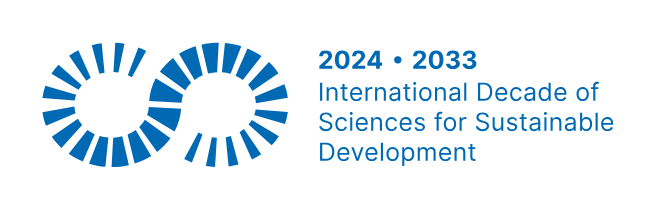 2024 • 2033
International Decade of
Sciences for Sustainable
Development